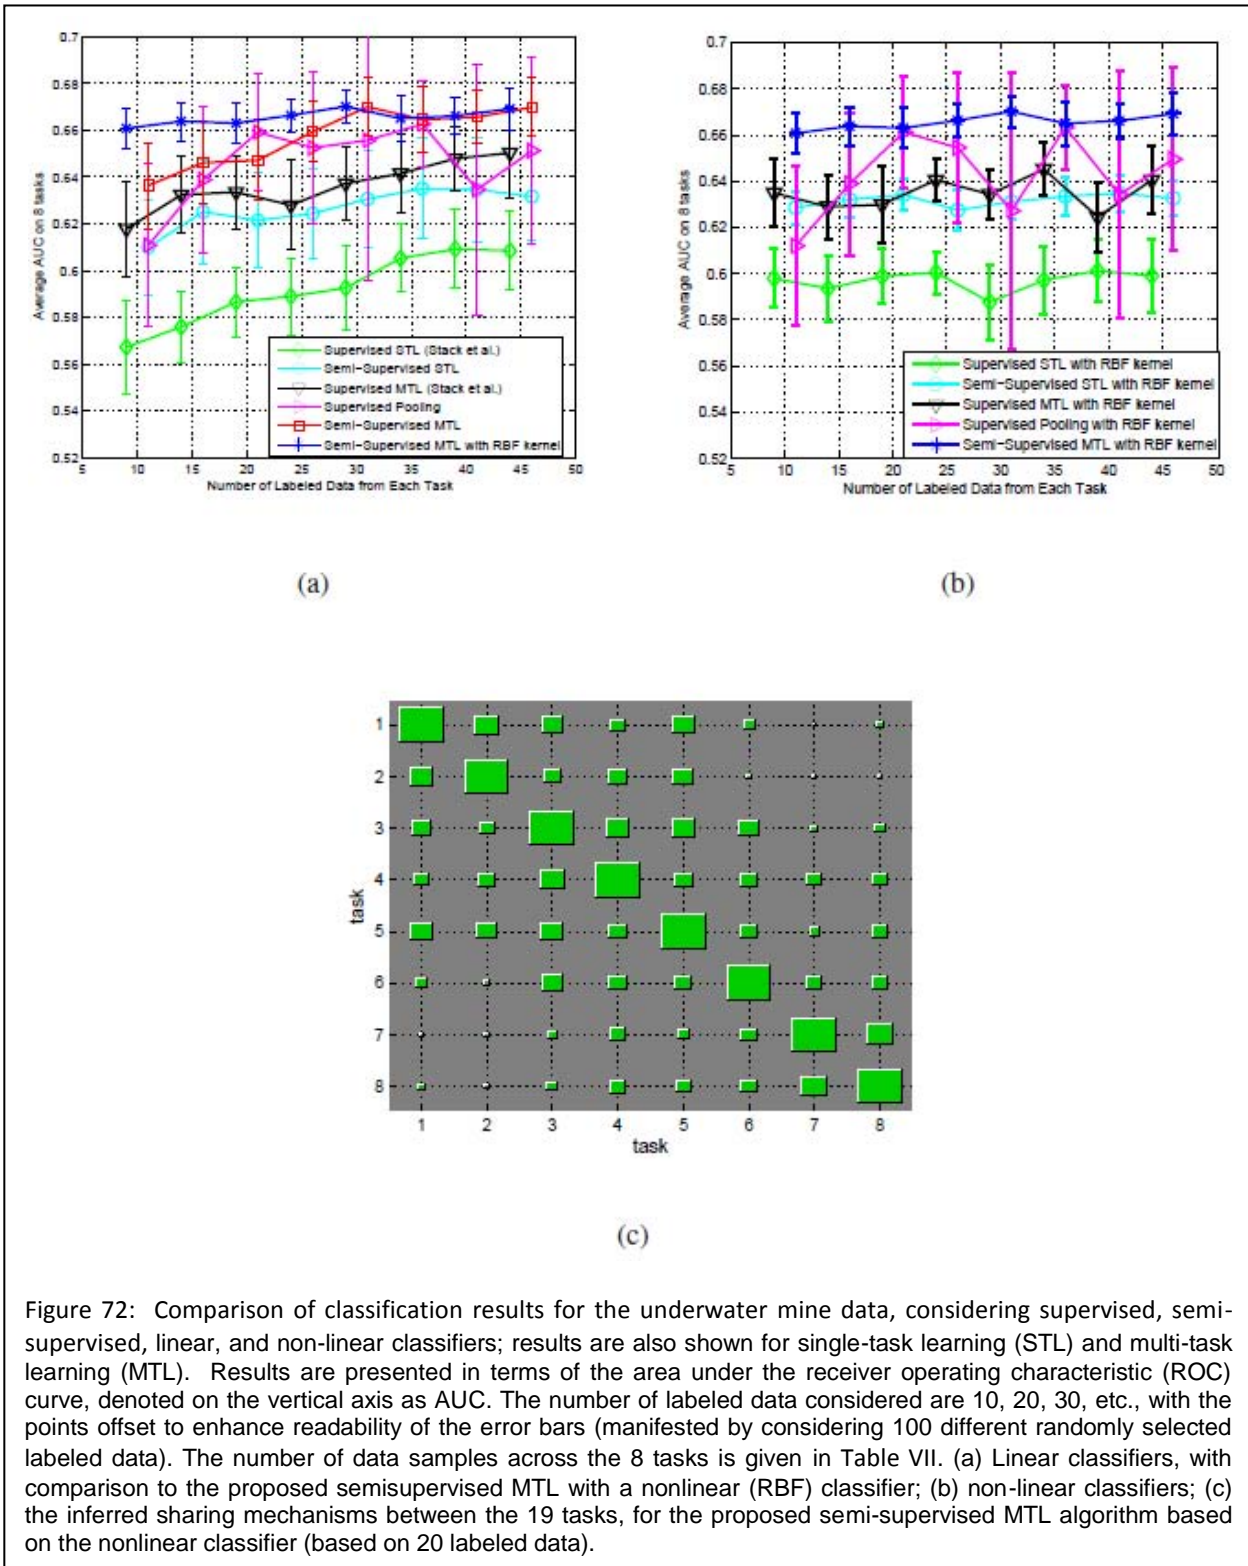 0.7
0.68
0.66
0.64
0.62
0.6
0.58
0.56
0.54
0.52
Average AUC on 8 tasks
5 10 15 20 25 30 35 40 45 50
Number of Labeled Data from Each Task
Supervised STL (Stack et al.)
Semi-Supervised STL
Supervised MTL (Stack et al.)
Supervised Pooling
Semi-Supervised MTL
Semi-Supervised MTL with RBF kernel
(a)
0.7
0.68
0.66
0.64
0.62
0.6
0.58
0.56
0.54
0.52
Average AUC on 8 tasks
5 10 15 20 25 30 35 40 45 50
Number of Labeled Data from Each Task
Supervised STL with RBF kernel
Semi-Supervised STL with RBF kernel
Supervised MTL with RBF kernel
Supervised Pooling with RBF kernel
Semi-Supervised MTL with RBF kernel
(b)
1
2
3
4
5
6
7
8
task
1 2 3 4 5 6 7 8
task
(c)
Figure 72: Comparison of classification results for the underwater mine data, considering supervised, semi-
supervised, linear, and non-linear classifiers; results are also shown for single-task learning (STL) and multi-task
learning (MTL). Results are presented in terms of the area under the receiver operating characteristic (ROC)
curve, denoted on the vertical axis as AUC. The number of labeled data considered are 10, 20, 30, etc., with the
points offset to enhance readability of the error bars (manifested by considering 100 different randomly selected
labeled data). The number of data samples across the 8 tasks is given in Table VII. (a) Linear classifiers, with
comparison to the proposed semisupervised MTL with a nonlinear (RBF) classifier; (b) non-linear classifiers; (c)
the inferred sharing mechanisms between the 19 tasks, for the proposed semi-supervised MTL algorithm based
on the nonlinear classifier (based on 20 labeled data).